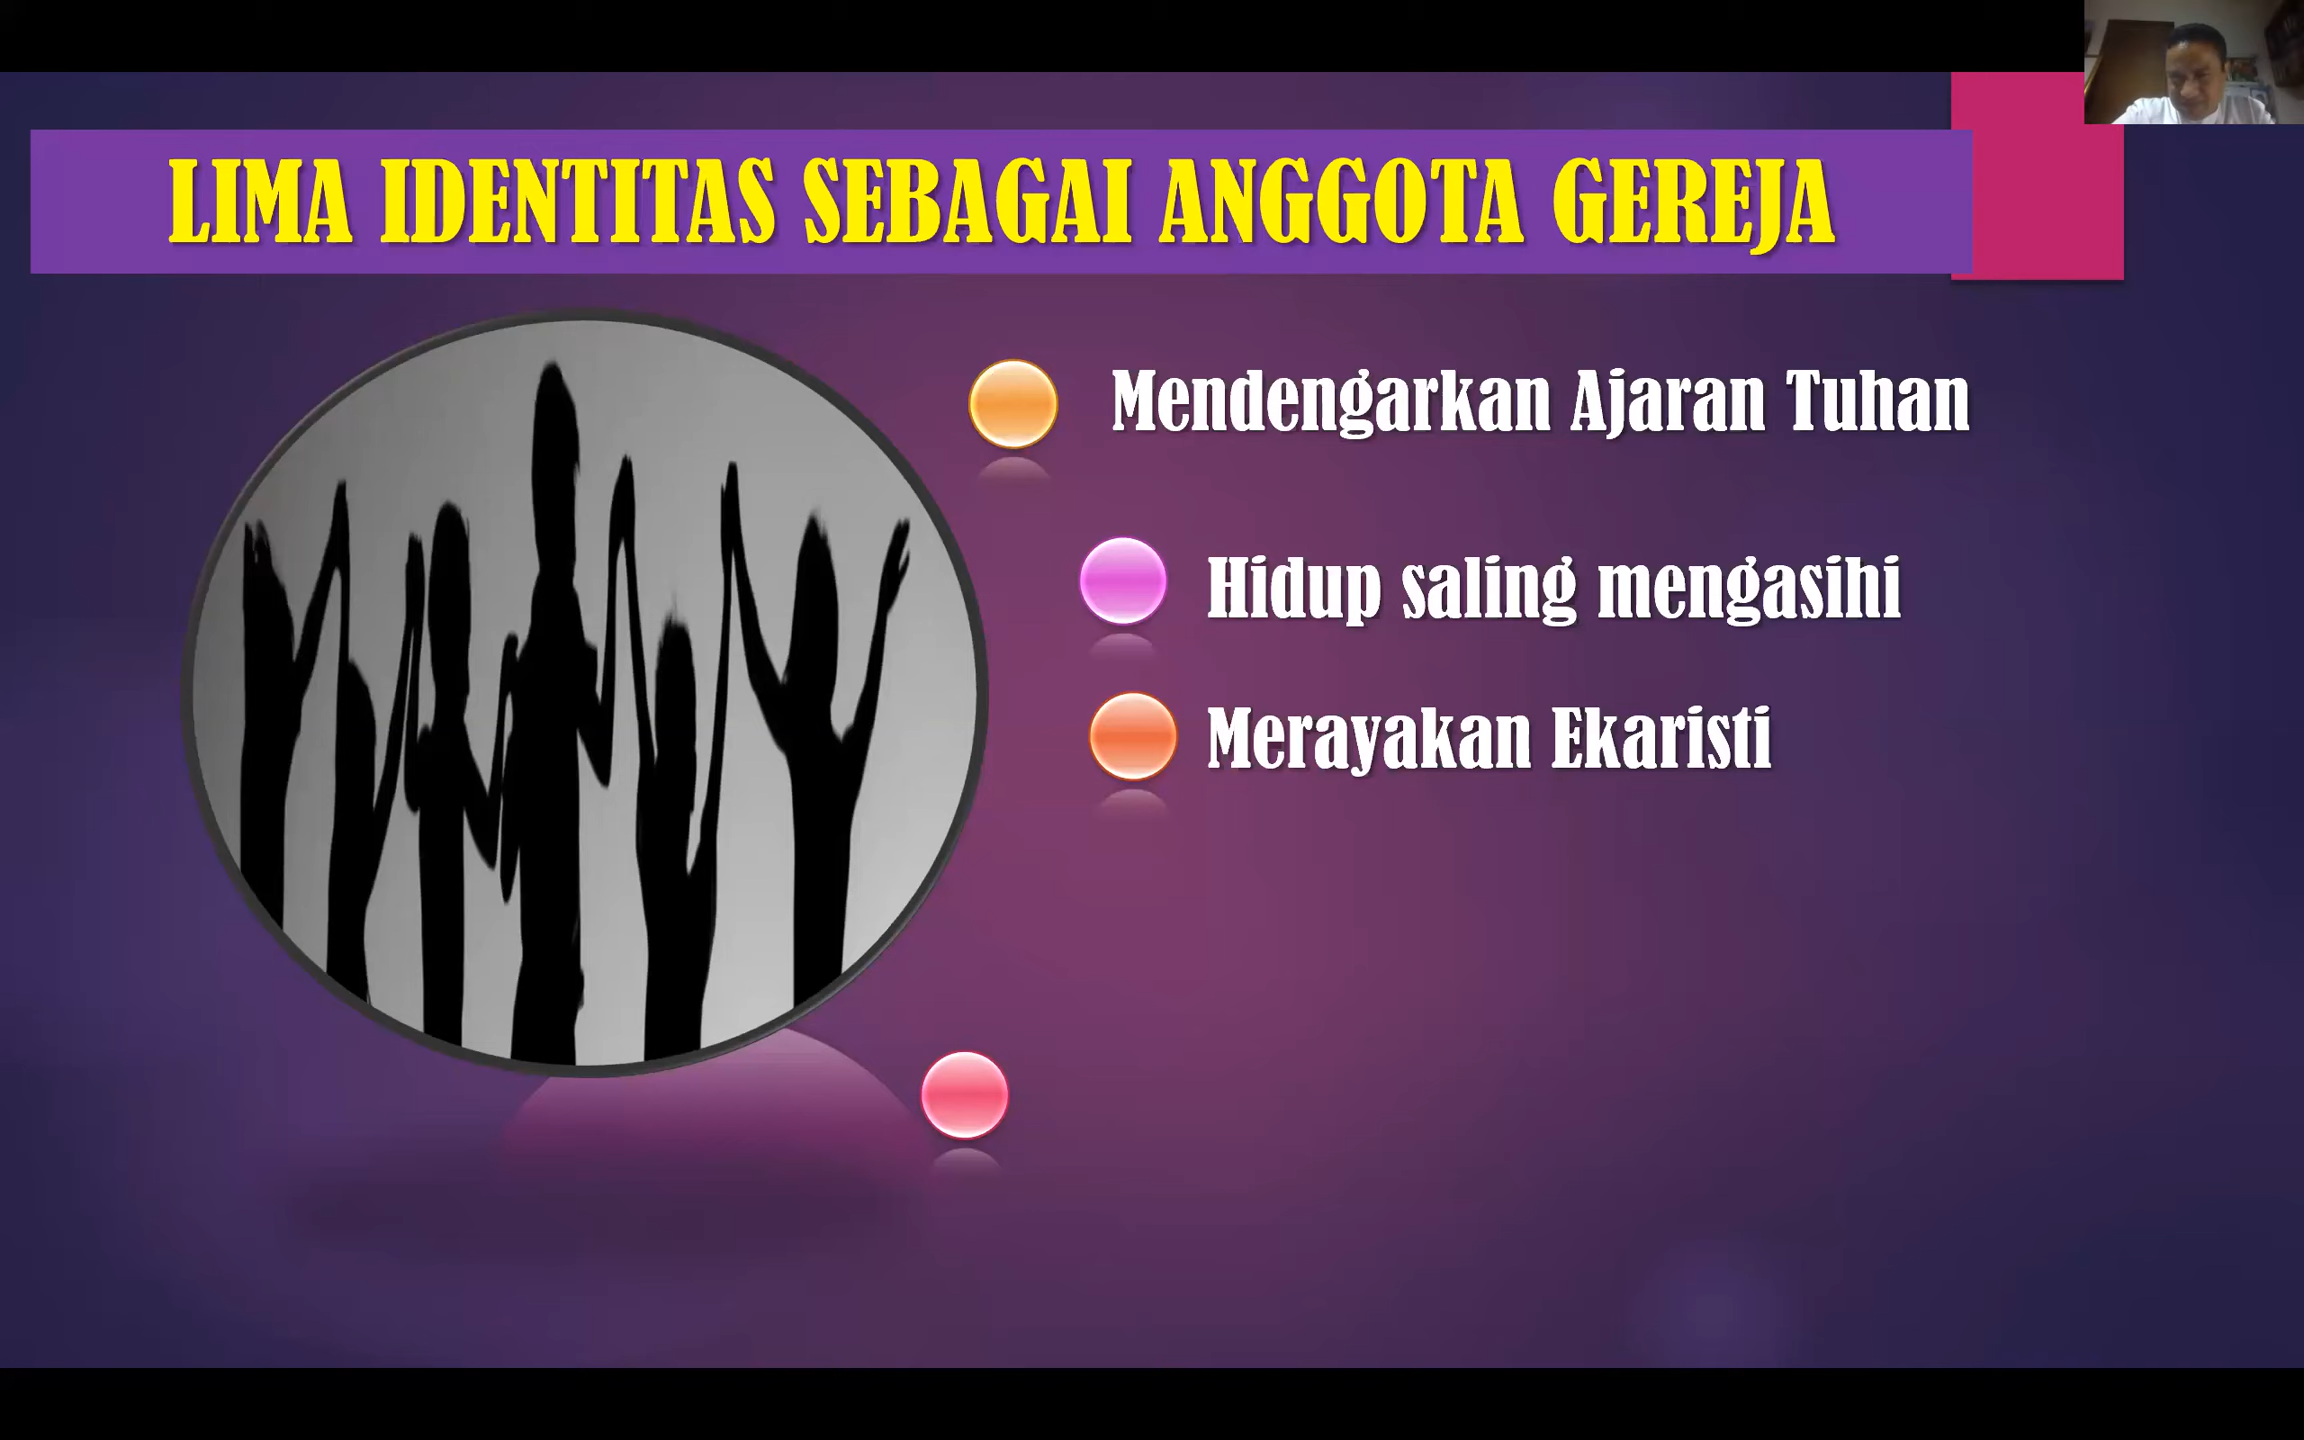 LIMA IDENTITAS SEBAGAI ANGGOTA GEREJA
Mendengarkan Ajaran Tuhan
Hidup saling mengasihi
Merayakan Ekaristi